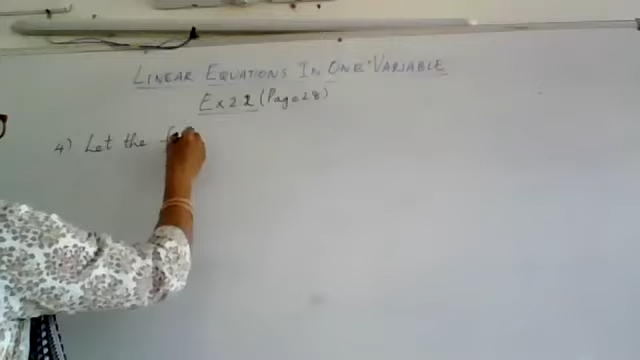 LINEAR EQUATIONS IN ONE VARIABLE
Ex 2.2 (Page 28)
4) Let the